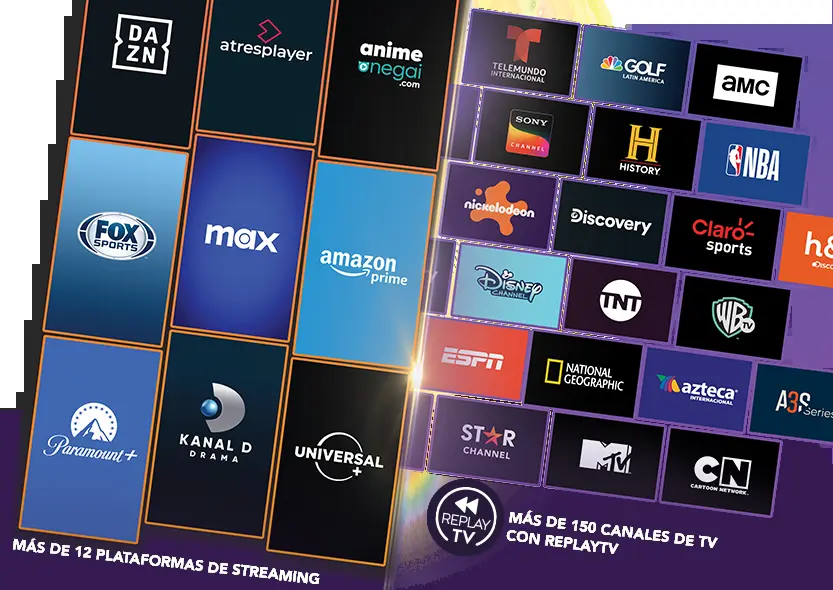 DA
ZN
atresplayer
anime
onegai
.com
FOX
SPORTS
max
amazon
prime
Paramount+
KANAL D
DRAMA
UNIVERSAL
+
MÁS DE 12 PLATAFORMAS DE STREAMING
TELEMUNDO
INTERNACIONAL
GOLF
LATIN AMERICA
aMC
SONY
CHANNEL
H
HISTORY
NBA
nickelodeon
Discovery
Claro
sports
h&
Disco
DISNEY
CHANNEL
TNT
WB
TV
ESPN
NATIONAL
GEOGRAPHIC
azteca
INTERNACIONAL
A3S
Series
STAR
CHANNEL
MTV
CN
CARTOON NETWORK
REPLAY
TV
MÁS DE 150 CANALES DE TV
CON REPLAYTV